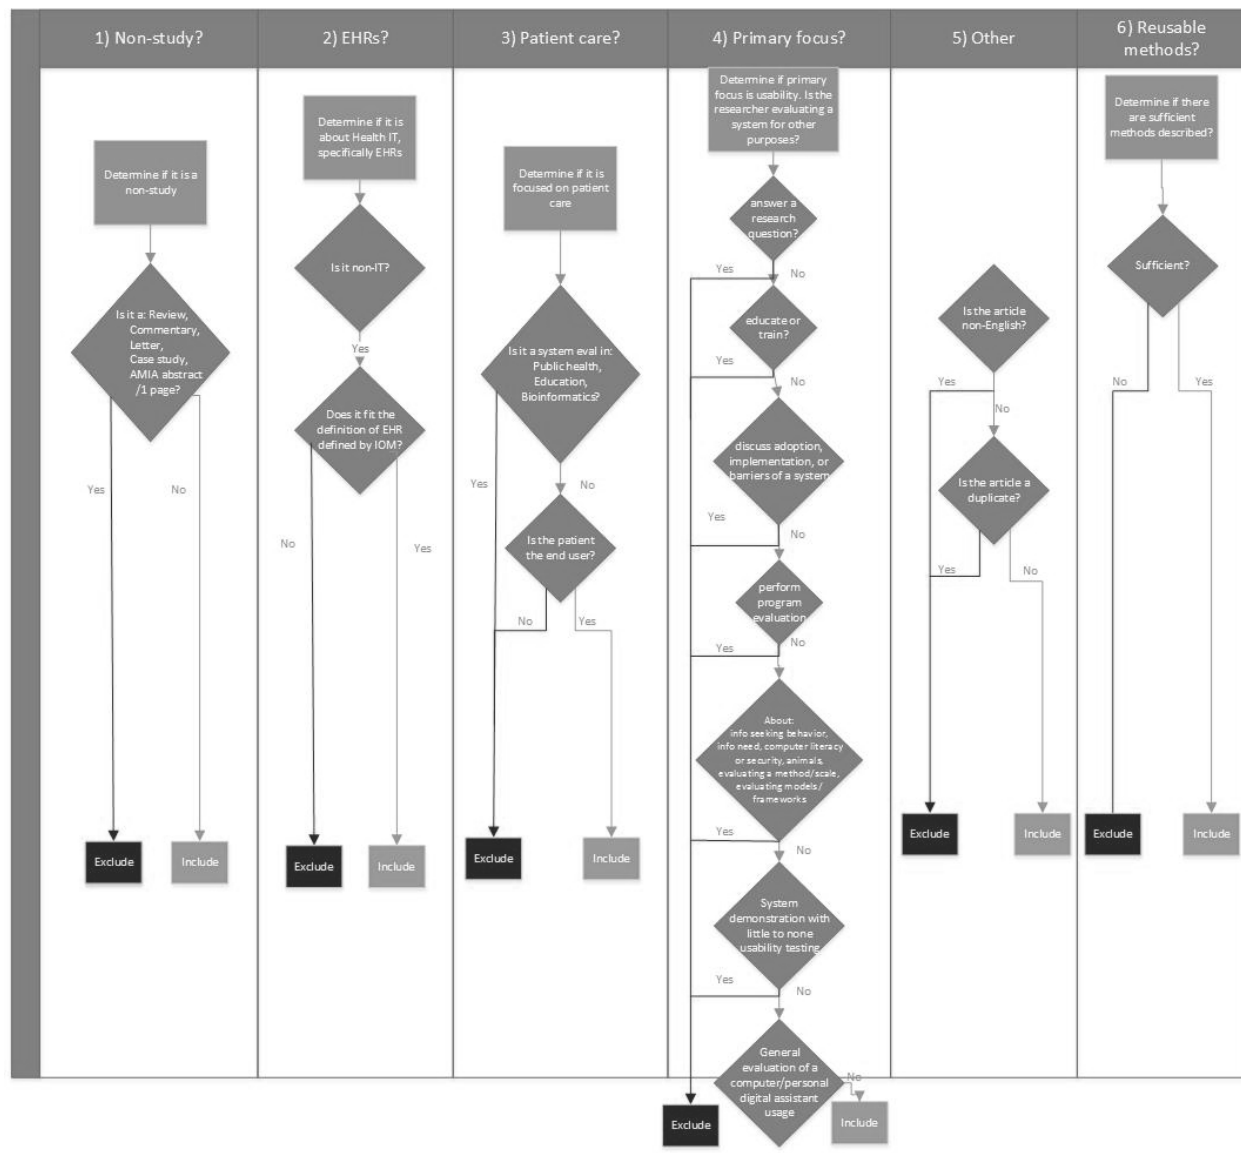 1) Non-study?
2) EHRs?
3) Patient care?
4) Primary focus?
5) Other
6) Reusable
methods?
Determine if it is a
non-study
Is it a: Review,
Commentary,
Letter,
Case study,
AMIA abstract
/1 page?
Yes
No
Exclude
Include
Determine if it is
about Health IT,
specifically EHRs
Is it non-IT?
Yes
Does it fit the
definition of EHR
defined by IOM?
No
Yes
Exclude
Include
Determine if it is
focused on patient
care
Is it a system eval in:
Public health,
Education,
Bioinformatics?
Yes
No
Is the patient
the end user?
No
Yes
Exclude
Include
Determine if primary
focus is usability. Is the
researcher evaluating a
system for other
purposes?
answer a
research
question?
Yes
No
educate or
train?
Yes
No
discuss adoption,
implementation, or
barriers of a system
Yes
No
perform
program
evaluation
Yes
No
About:
info seeking behavior,
info need, computer literacy
or security, animals,
evaluating a method/scale,
evaluating models/
frameworks
Yes
No
System
demonstration with
little to none
usability testing
Yes
No
General
evaluation of a
computer/personal
digital assistant
usage
No
Exclude
Include
Is the article
non-English?
Yes
No
Is the article a
duplicate?
Yes
No
Exclude
Include
Determine if there
are sufficient
methods described?
Sufficient?
No
Yes
Exclude
Include